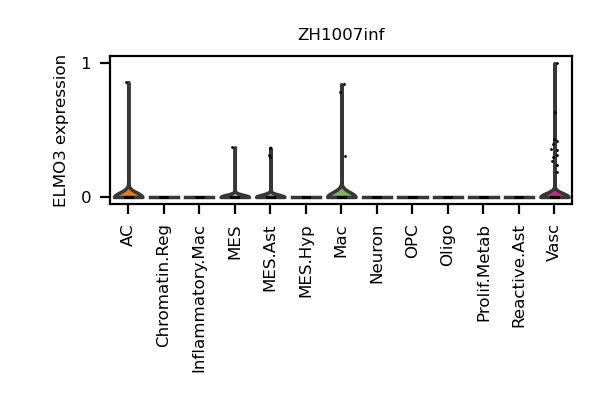 ZH1007inf
ELMO3 expression
1
0
AC
Chromatin.Reg
Inflammatory.Mac
MES
MES.Ast
MES.Hyp
Mac
Neuron
OPC
Oligo
Prolif.Metab
Reactive.Ast
Vasc